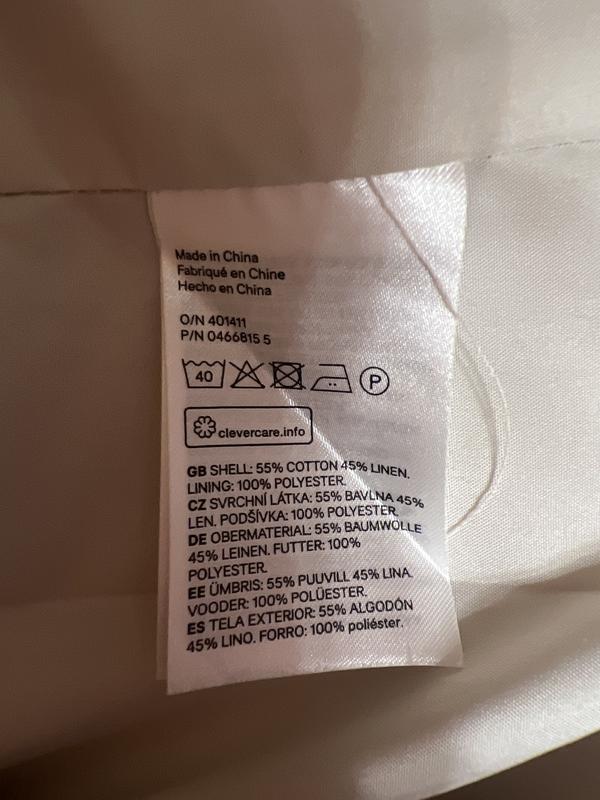 Made in China
Fabriqué en Chine
Hecho en China
O/N 401411
P/N 0466815 5
40
P
clevercare.info
GB SHELL: 55% COTTON 45% LINEN.
LINING: 100% POLYESTER.
CZ SVRCHNÍ LÁTKA: 55% BAVLNA 45%
LEN. PODŠÍVKA: 100% POLYESTER.
DE OBERMATERIAL: 55% BAUMWOLLE
45% LEINEN. FUTTER: 100%
POLYESTER.
EE ÜMBRIS: 55% PUUVILL 45% LINA.
VOODER: 100% POLÜESTER.
ES TELA EXTERIOR: 55% ALGODÓN
45% LINO. FORRO: 100% poliéster.